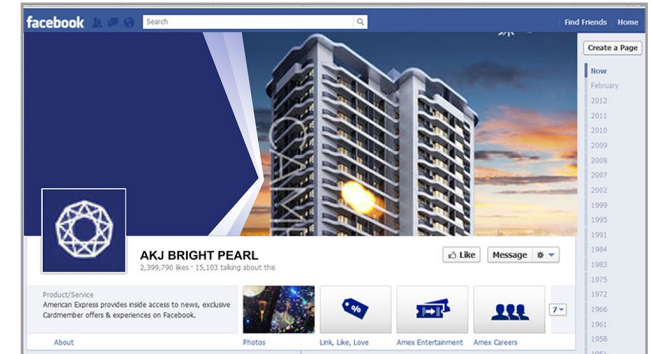 facebook
Search
Find Friends
Home
Create a Page
Now
February
2012
2011
2010
2009
2008
2007
2002
1999
1995
1991
1984
1983
1975
1972
1966
1961
1958
1951
AKJ BRIGHT PEARL
2,399,790 likes · 15,103 talking about this
Like
Message
Product/Service
American Express provides inside access to news, exclusive
Cardmember offers & experiences on Facebook.
%
7
About
Photos
Link, Like, Love
Amex Entertainment
Amex Careers